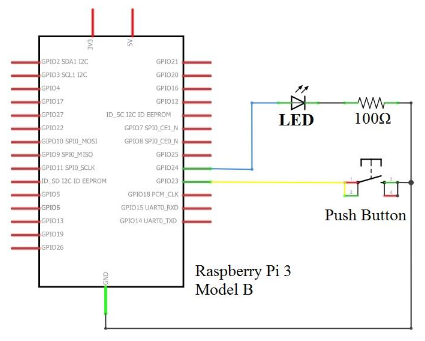 3V3
5V
GPIO2 SDA1 I2C
GPIO3 SCL1 I2C
GPIO4
GPIO17
GPIO27
GPIO22
GPIO10 SPI0_MOSI
GPIO9 SPI0_MISO
GPIO11 SPI0_SCLK
ID_SD I2C ID EEPROM
GPIO5
GPIO6
GPIO13
GPIO19
GPIO26
GPIO21
GPIO20
GPIO16
GPIO12
ID_SC I2C ID EEPROM
GPIO7 SPI0_CE1_N
GPIO8 SPI0_CE0_N
GPIO25
GPIO24
GPIO23
GPIO18 PCM_CLK
GPIO15 UART0_RXD
GPIO14 UART0_TXD
GND
LED
100Ω
Push Button
Raspberry Pi 3
Model B